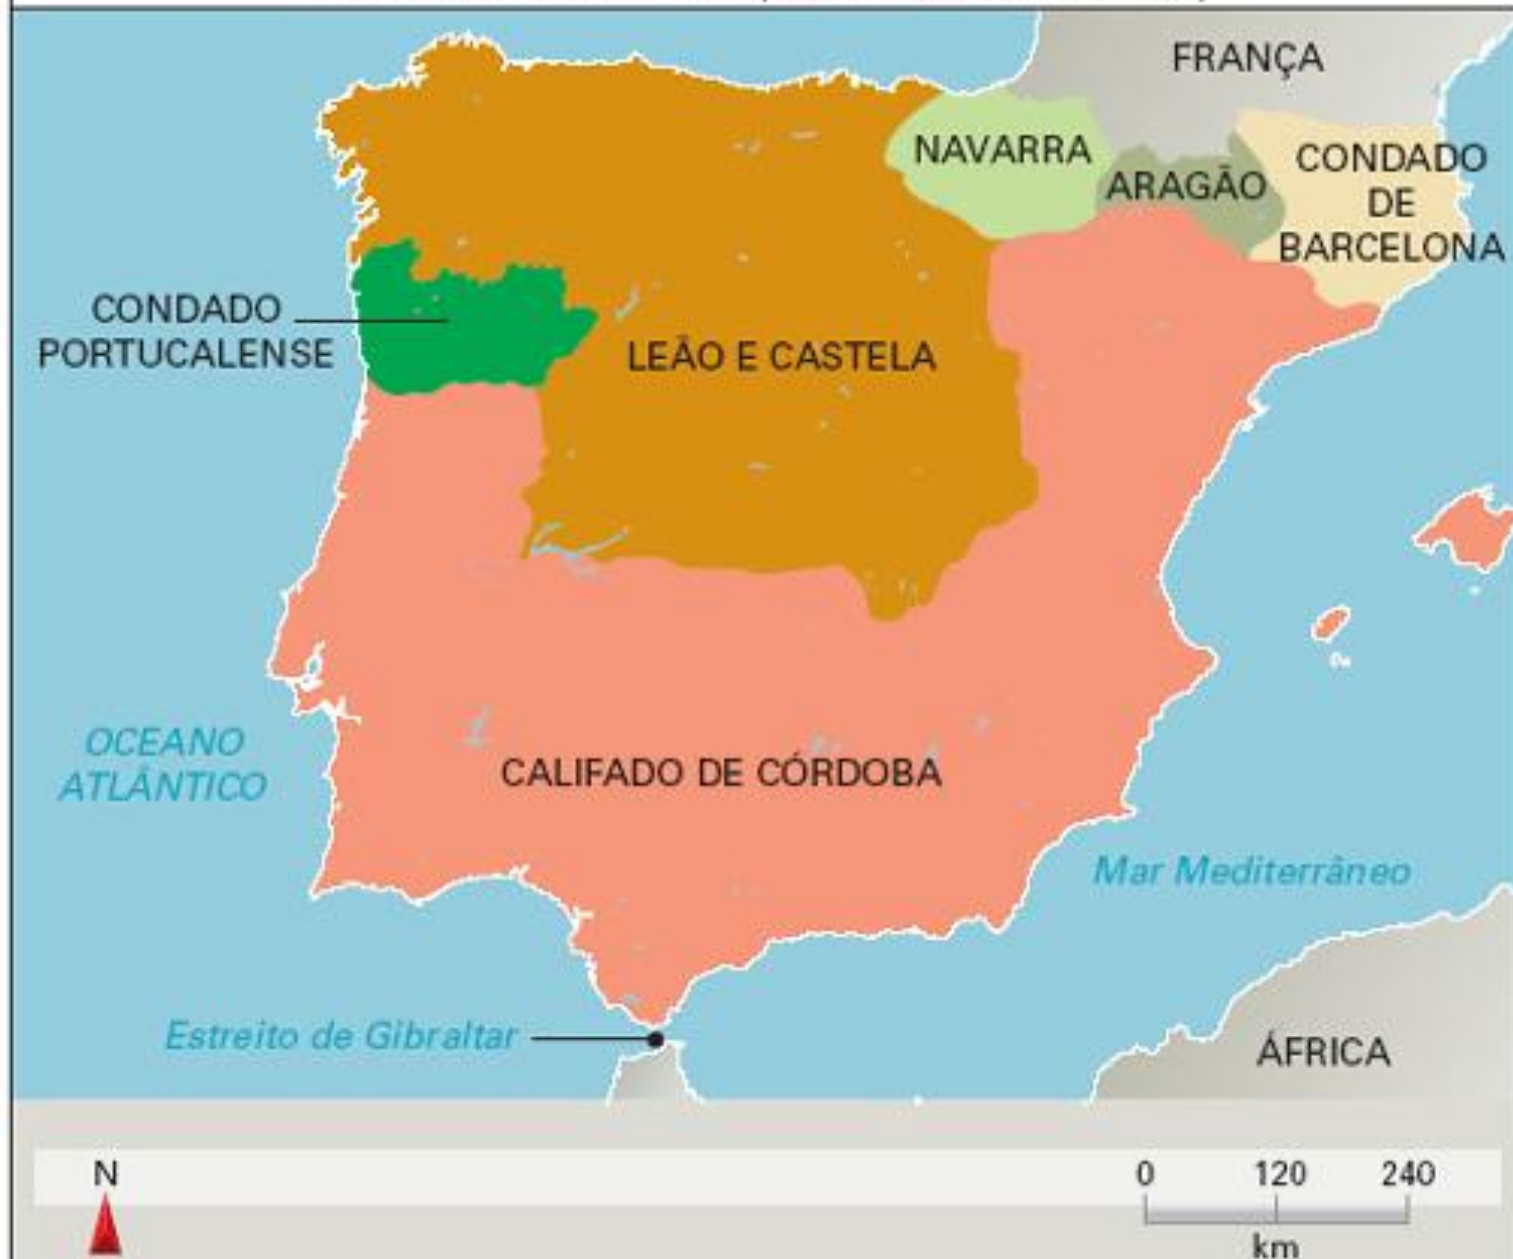 FRANÇA
NAVARRA
ARAGÃO
CONDADO
DE
BARCELONA
CONDADO
PORTUCALENSE
LEÃO E CASTELA
OCEANO
ATLÂNTICO
CALIFADO DE CÓRDOBA
Mar Mediterrâneo
Estreito de Gibraltar
ÁFRICA
N
0 120 240
km